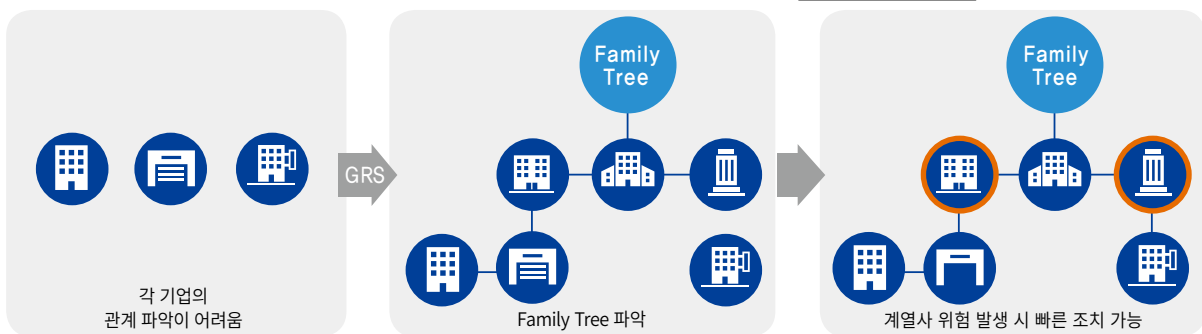 각 기업의
관계 파악이 어려움
GRS
Family
Tree
Family Tree 파악
Family
Tree
계열사 위험 발생 시 빠른 조치 가능